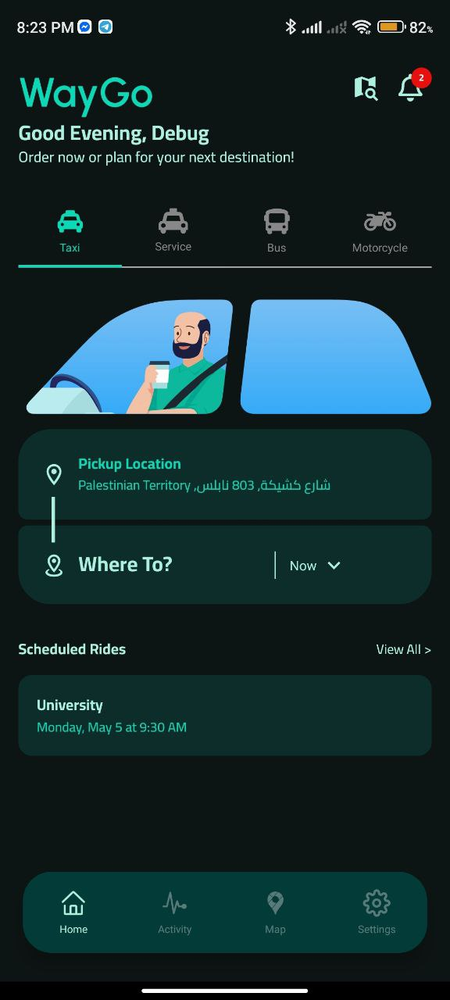 8:23 PM 82%
WayGo
2
Good Evening, Debug
Order now or plan for your next destination!
Taxi Service Bus Motorcycle
Pickup Location
شارع كشيكة, 803 نابلس, Palestinian Territory
Where To? Now
Scheduled Rides View All >
University
Monday, May 5 at 9:30 AM
Home Activity Map Settings